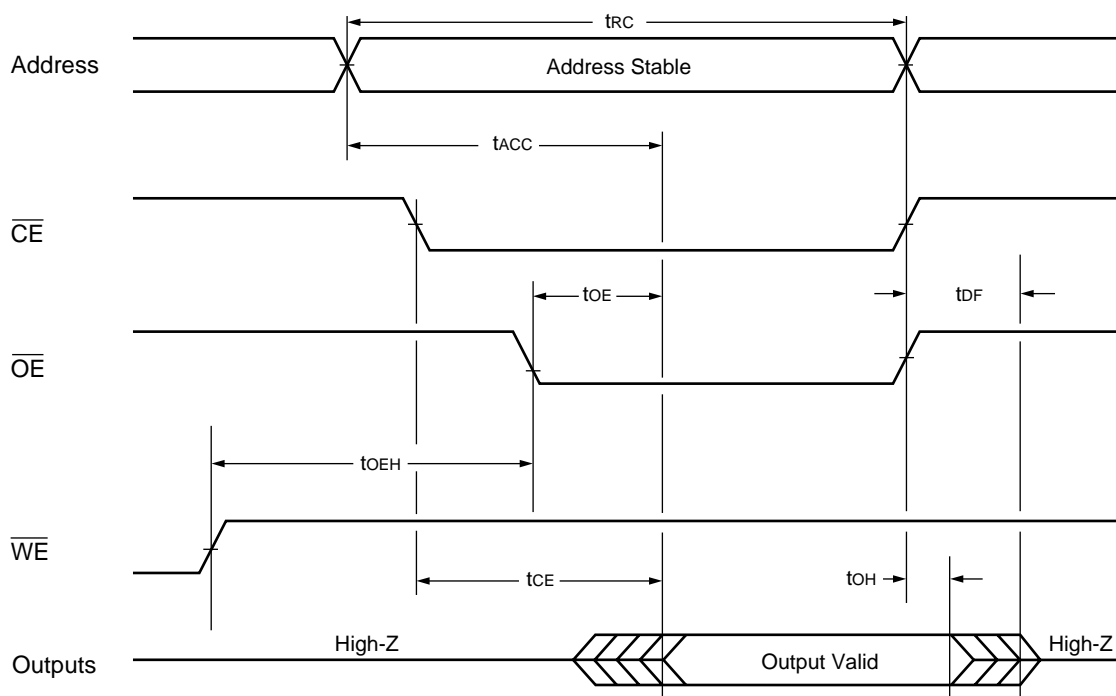 tRC
Address
Address Stable
tACC
CE
tOE
tDF
OE
tOEH
WE
tCE
tOH
High-Z
High-Z
Outputs
Output Valid